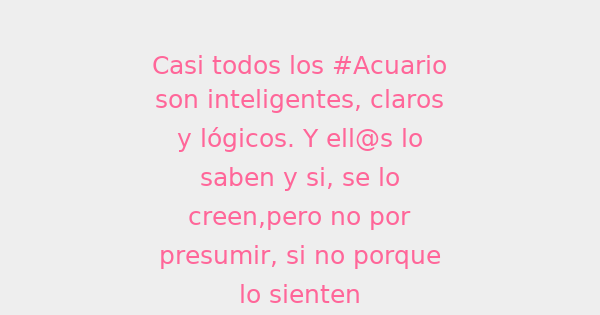 Casi todos los #Acuario
son inteligentes, claros
y lógicos. Y ell@s lo
saben y si, se lo
creen,pero no por
presumir, si no porque
lo sienten